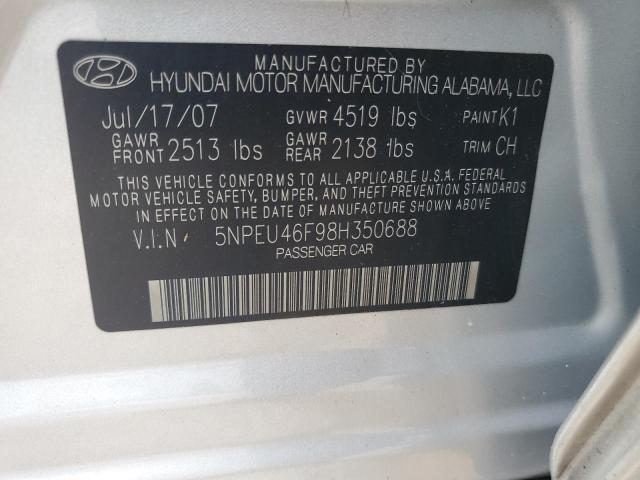 MANUFACTURED BY
HYUNDAI MOTOR MANUFACTURING ALABAMA, LLC
Jul/17/07 GVWR 4519 lbs PAINT K1
GAWR FRONT 2513 lbs GAWR REAR 2138 lbs TRIM CH
THIS VEHICLE CONFORMS TO ALL APPLICABLE U.S.A. FEDERAL
MOTOR VEHICLE SAFETY, BUMPER, AND THEFT PREVENTION STANDARDS
IN EFFECT ON THE DATE OF MANUFACTURE SHOWN ABOVE
V.I.N : 5NPEU46F98H350688
PASSENGER CAR